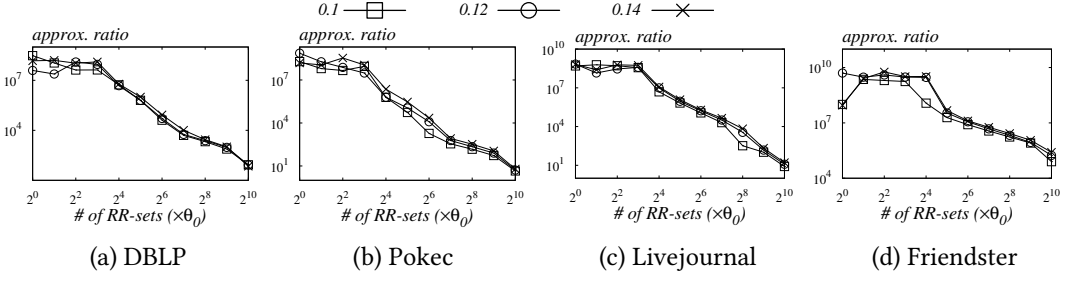 0.1 0.12 0.14
approx. ratio approx. ratio approx. ratio approx. ratio
10^7 10^4
2^0 2^2 2^4 2^6 2^8 2^10
# of RR-sets (×θ_0)
10^7 10^4 10^1
2^0 2^2 2^4 2^6 2^8 2^10
# of RR-sets (×θ_0)
10^10 10^7 10^4 10^1
2^0 2^2 2^4 2^6 2^8 2^10
# of RR-sets (×θ_0)
10^10 10^7 10^4
2^0 2^2 2^4 2^6 2^8 2^10
# of RR-sets (×θ_0)
(a) DBLP (b) Pokec (c) Livejournal (d) Friendster